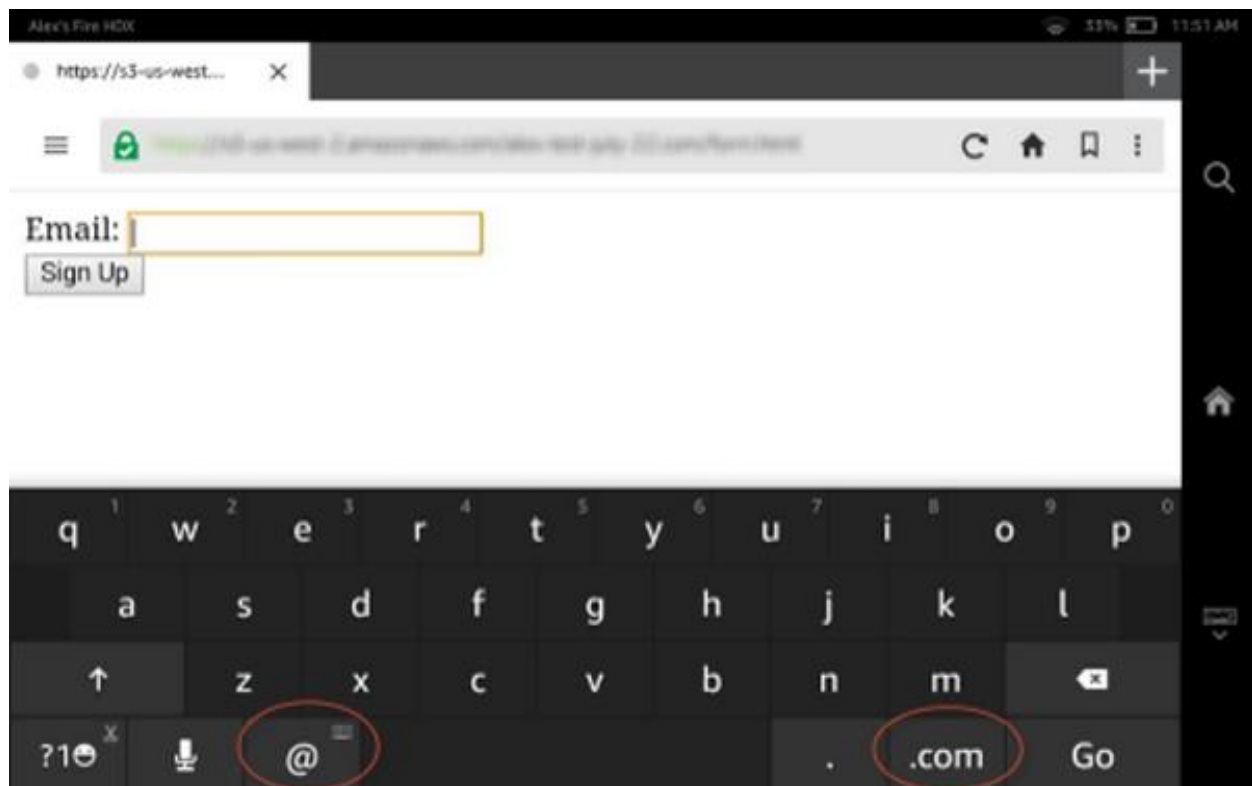 Alex's Fire HDX 33% 11:51 AM
https://s3-us-west...
Email:
Sign Up
1 2 3 4 5 6 7 8 9 0
q w e r t y u i o p
a s d f g h j k l
z x c v b n m
?1 @ . .com Go